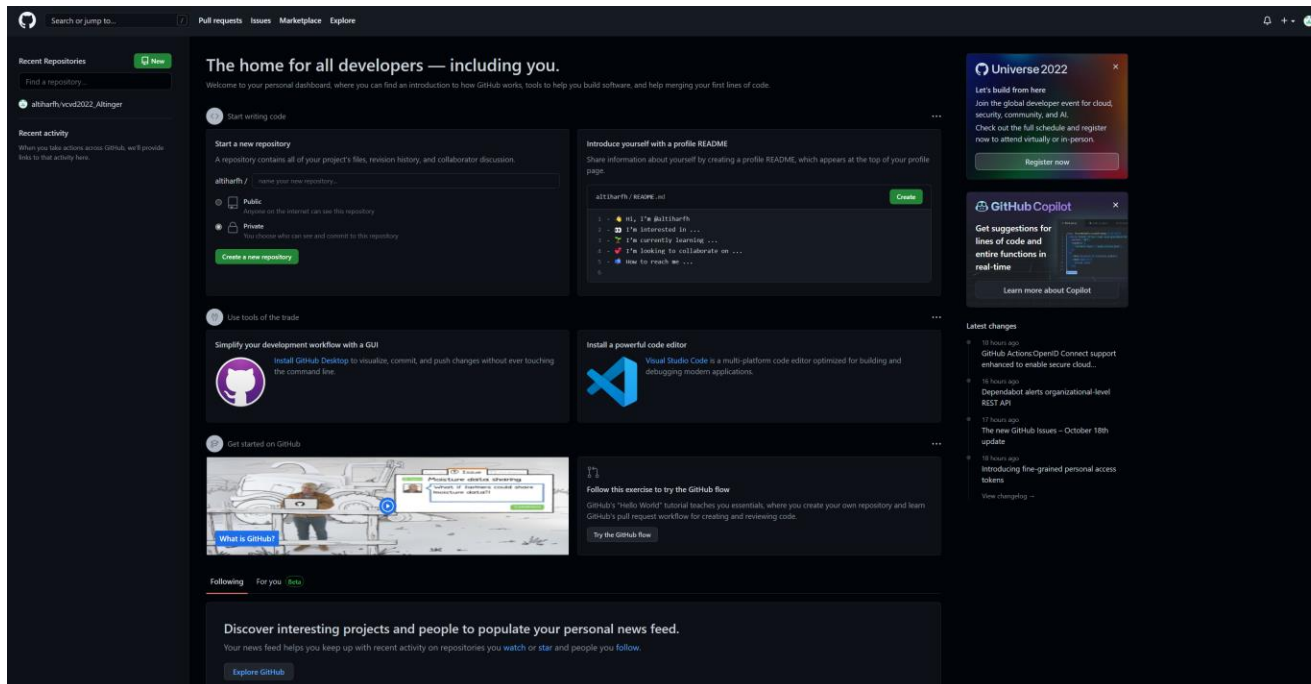 Search or jump to...
/
Pull requests Issues Marketplace Explore
Recent Repositories
New
Find a repository...
altiharfh/vcvd2022_Altinger
Recent activity
When you take actions across GitHub, we'll provide
links to that activity here.
The home for all developers — including you.
Welcome to your personal dashboard, where you can find an introduction to how GitHub works, tools to help you build software, and help merging your first lines of code.
Start writing code
Start a new repository
A repository contains all of your project's files, revision history, and collaborator discussion.
altiharfh /
name your new repository...
Public
Anyone on the internet can see this repository
Private
You choose who can see and commit to this repository
Create a new repository
Introduce yourself with a profile README
Share information about yourself by creating a profile README, which appears at the top of your profile
page.
altiharfh / README.md
Create
1 - 👋 Hi, I'm @altiharfh
2 - 👀 I'm interested in ...
3 - 🌱 I'm currently learning ...
4 - 💞️ I'm looking to collaborate on ...
5 - 📫 How to reach me ...
6
Use tools of the trade
Simplify your development workflow with a GUI
Install GitHub Desktop to visualize, commit, and push changes without ever touching
the command line.
Install a powerful code editor
Visual Studio Code is a multi-platform code editor optimized for building and
debugging modern applications.
Get started on GitHub
Issue
Moisture data sharing
What if farmers could share
moisture data?!
What is GitHub?
Follow this exercise to try the GitHub flow
GitHub's "Hello World" tutorial teaches you essentials, where you create your own repository and learn
GitHub's pull request workflow for creating and reviewing code.
Try the GitHub flow
Following For you Beta
Discover interesting projects and people to populate your personal news feed.
Your news feed helps you keep up with recent activity on repositories you watch or star and people you follow.
Explore GitHub
Universe2022
Let's build from here
Join the global developer event for cloud,
security, community, and AI.
Check out the full schedule and register
now to attend virtually or in-person.
Register now
GitHub Copilot
Get suggestions for
lines of code and
entire functions in
real-time
Learn more about Copilot
Latest changes
10 hours ago
GitHub Actions:OpenID Connect support
enhanced to enable secure cloud...
16 hours ago
Dependabot alerts organizational-level
REST API
17 hours ago
The new GitHub Issues – October 18th
update
18 hours ago
Introducing fine-grained personal access
tokens
View changelog →